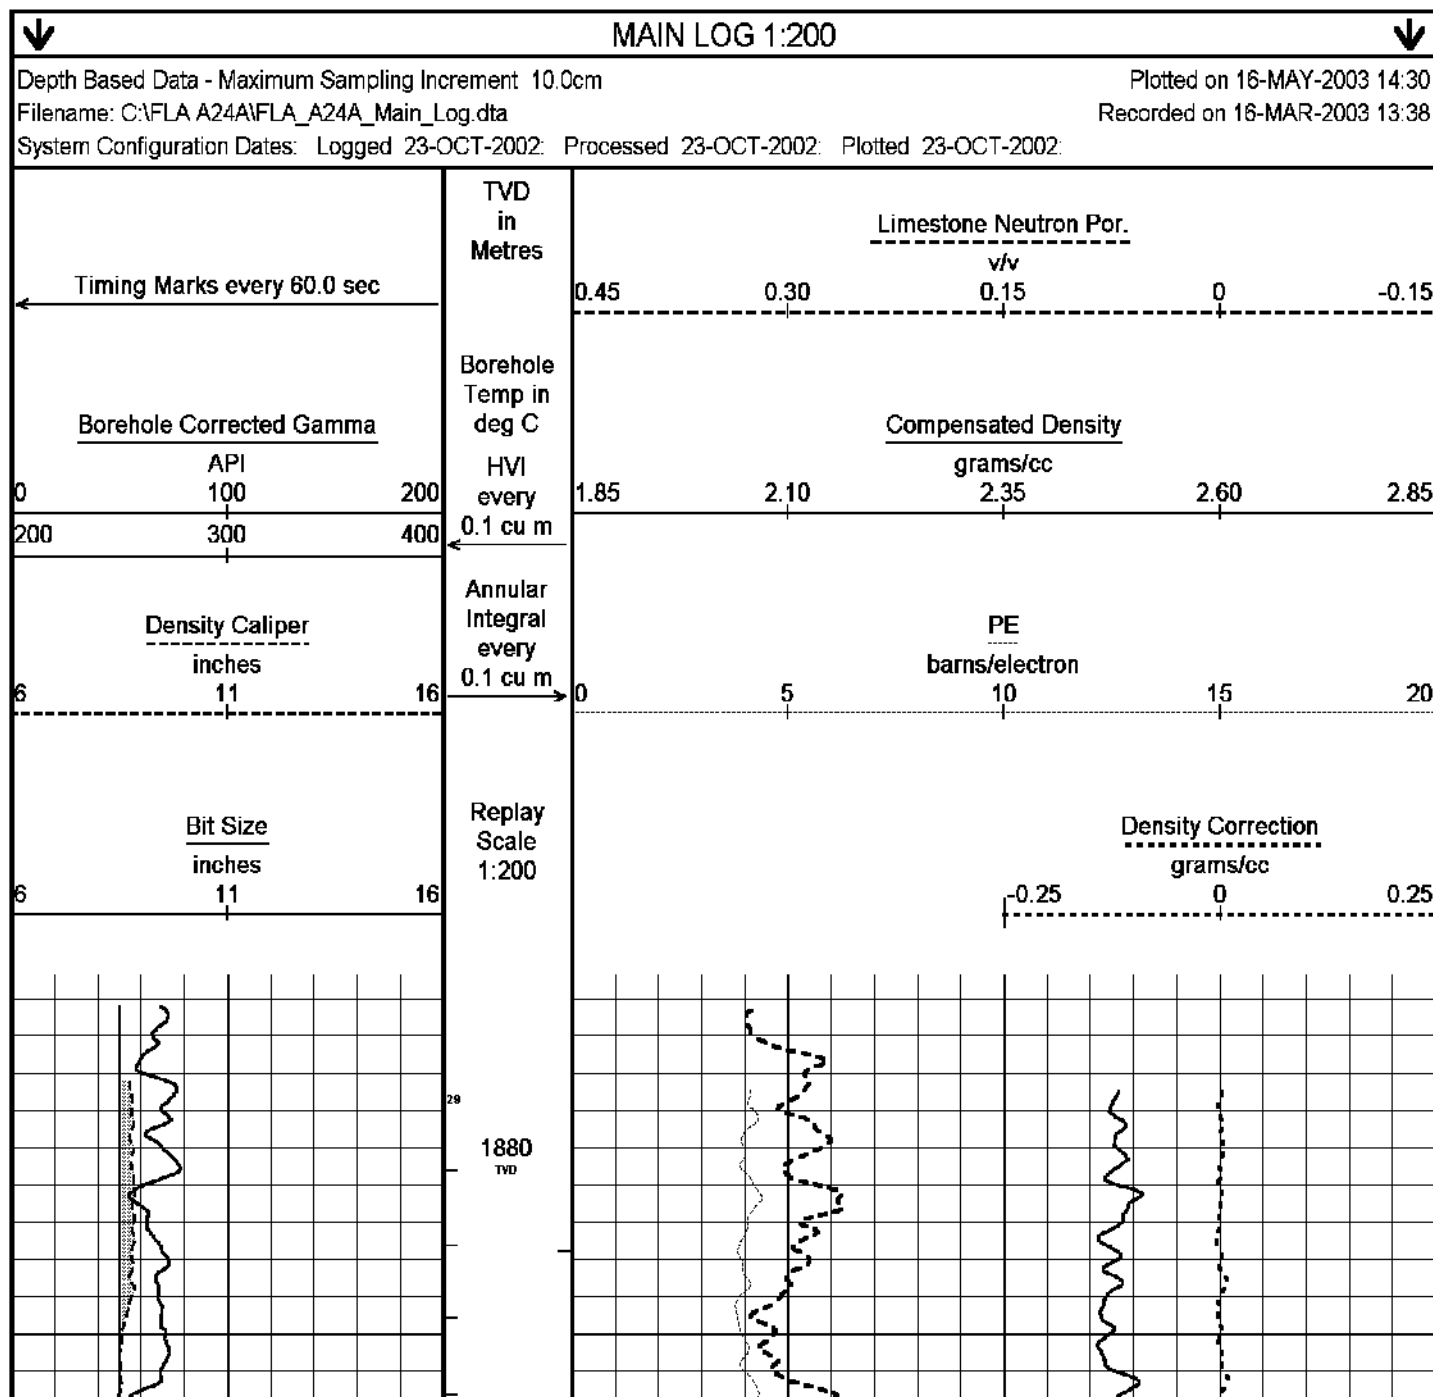 MAIN LOG 1:200
Depth Based Data - Maximum Sampling Increment 10.0cm
Plotted on 16-MAY-2003 14:30
Filename: C:\FLA A24A\FLA_A24A_Main_Log.dta
Recorded on 16-MAR-2003 13:38
System Configuration Dates: Logged 23-OCT-2002: Processed 23-OCT-2002: Plotted 23-OCT-2002:
Timing Marks every 60.0 sec
Borehole Corrected Gamma
API
0 100 200
200 300 400
Density Caliper
inches
6 11 16
Bit Size
inches
6 11 16
TVD
in
Metres
Borehole
Temp in
deg C
HVI
every
0.1 cu m
Annular
Integral
every
0.1 cu m
Replay
Scale
1:200
Limestone Neutron Por.
v/v
0.45 0.30 0.15 0 -0.15
Compensated Density
grams/cc
1.85 2.10 2.35 2.60 2.85
PE
barns/electron
0 5 10 15 20
Density Correction
grams/cc
-0.25 0 0.25
29
1880
TVD